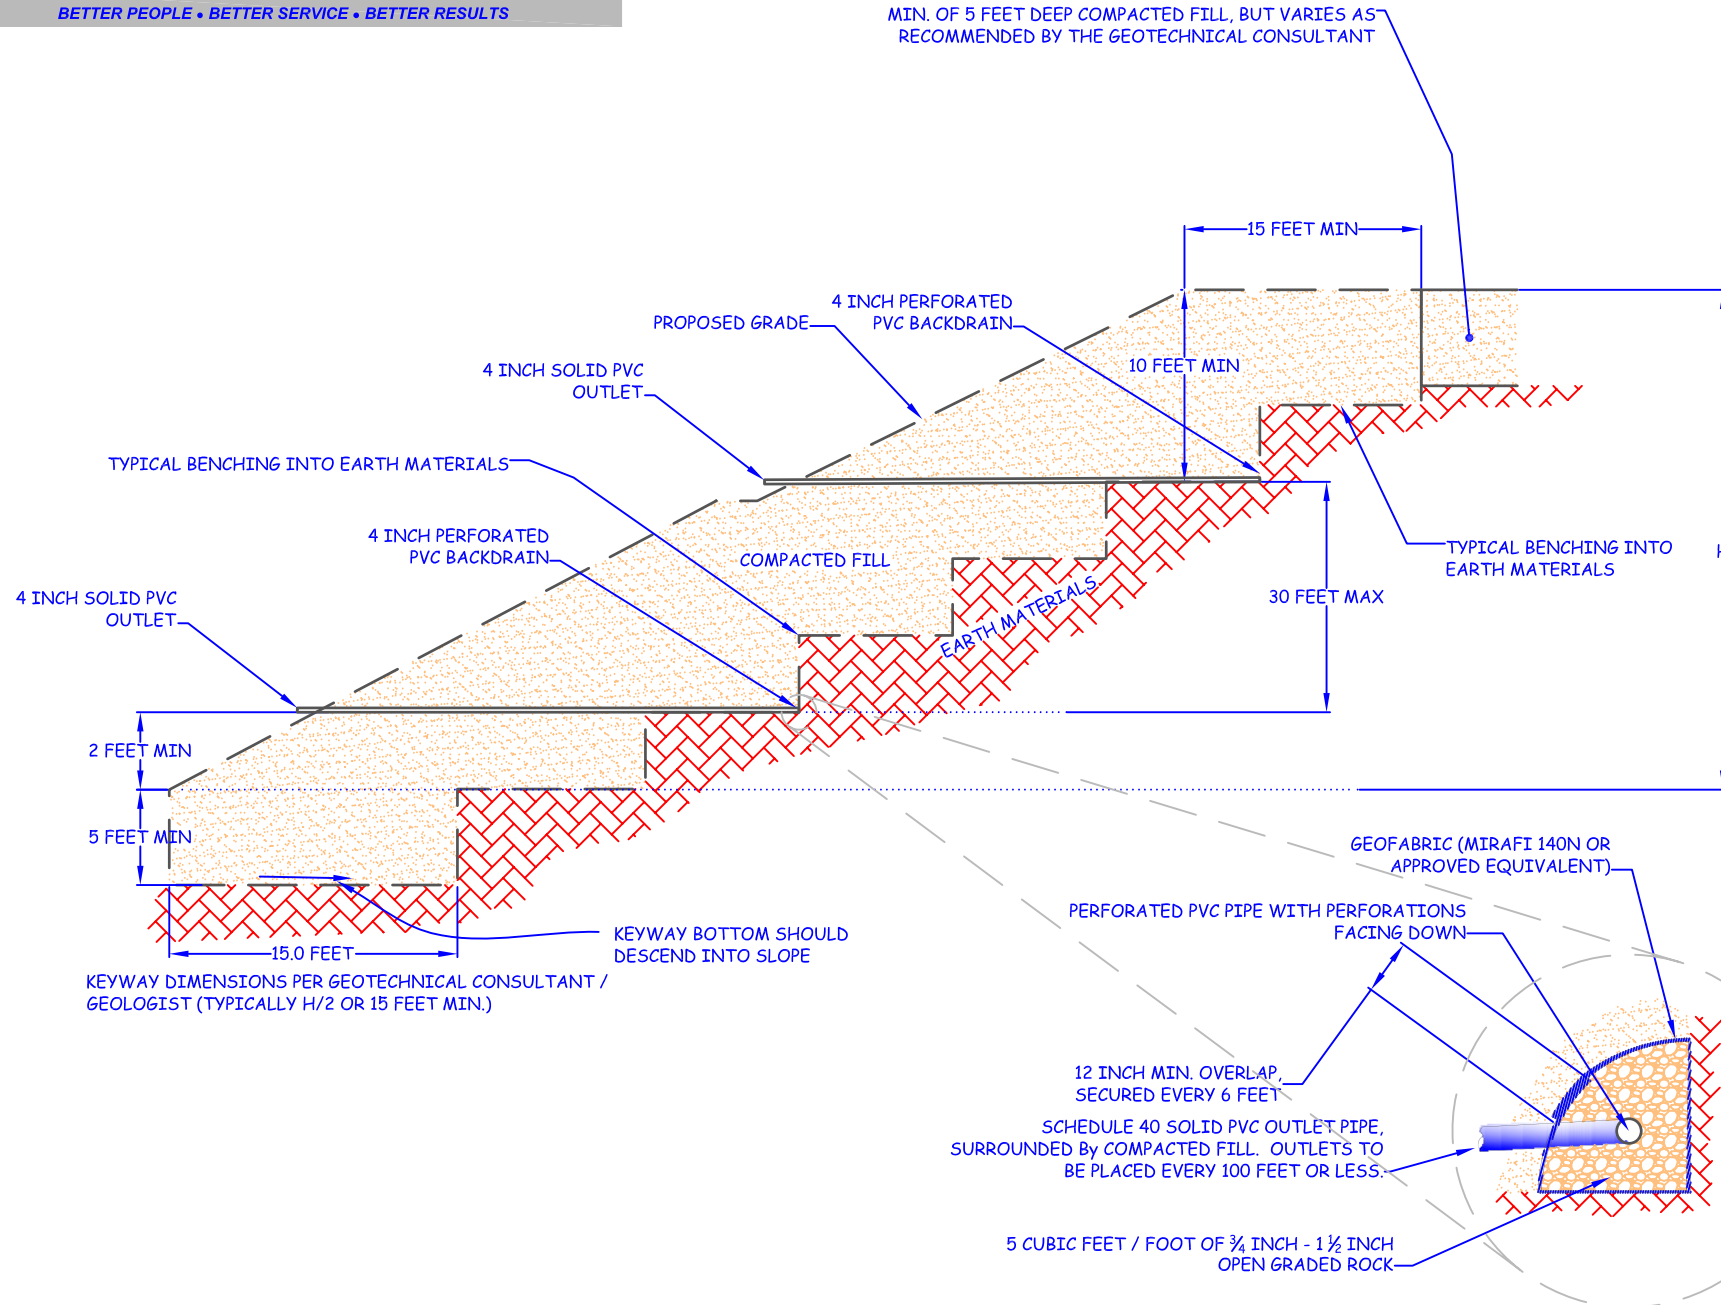 BETTER PEOPLE • BETTER SERVICE • BETTER RESULTS
MIN. OF 5 FEET DEEP COMPACTED FILL, BUT VARIES AS
RECOMMENDED BY THE GEOTECHNICAL CONSULTANT
15 FEET MIN
4 INCH PERFORATED
PVC BACKDRAIN
PROPOSED GRADE
10 FEET MIN
4 INCH SOLID PVC
OUTLET
TYPICAL BENCHING INTO EARTH MATERIALS
4 INCH PERFORATED
PVC BACKDRAIN
COMPACTED FILL
TYPICAL BENCHING INTO
EARTH MATERIALS
EARTH MATERIALS
30 FEET MAX
4 INCH SOLID PVC
OUTLET
2 FEET MIN
5 FEET MIN
KEYWAY BOTTOM SHOULD
DESCEND INTO SLOPE
15.0 FEET
KEYWAY DIMENSIONS PER GEOTECHNICAL CONSULTANT /
GEOLOGIST (TYPICALLY H/2 OR 15 FEET MIN.)
GEOFABRIC (MIRAFI 140N OR
APPROVED EQUIVALENT)
PERFORATED PVC PIPE WITH PERFORATIONS
FACING DOWN
12 INCH MIN. OVERLAP,
SECURED EVERY 6 FEET
SCHEDULE 40 SOLID PVC OUTLET PIPE,
SURROUNDED By COMPACTED FILL.  OUTLETS TO
BE PLACED EVERY 100 FEET OR LESS.
5 CUBIC FEET / FOOT OF ¾ INCH - 1 ½ INCH
OPEN GRADED ROCK